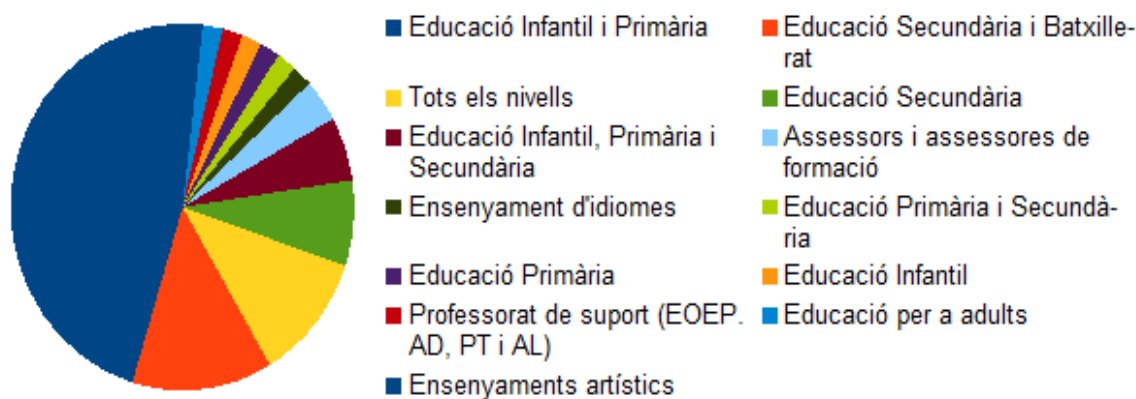 Educació Infantil i Primària
Educació Secundària i Batxille-
rat
Tots els nivells
Educació Secundària
Educació Infantil, Primària i
Secundària
Assessors i assessores de
formació
Ensenyament d'idiomes
Educació Primària i Secundà-
ria
Educació Primària
Educació Infantil
Professorat de suport (EOEP.
AD, PT i AL)
Educació per a adults
Ensenyaments artístics